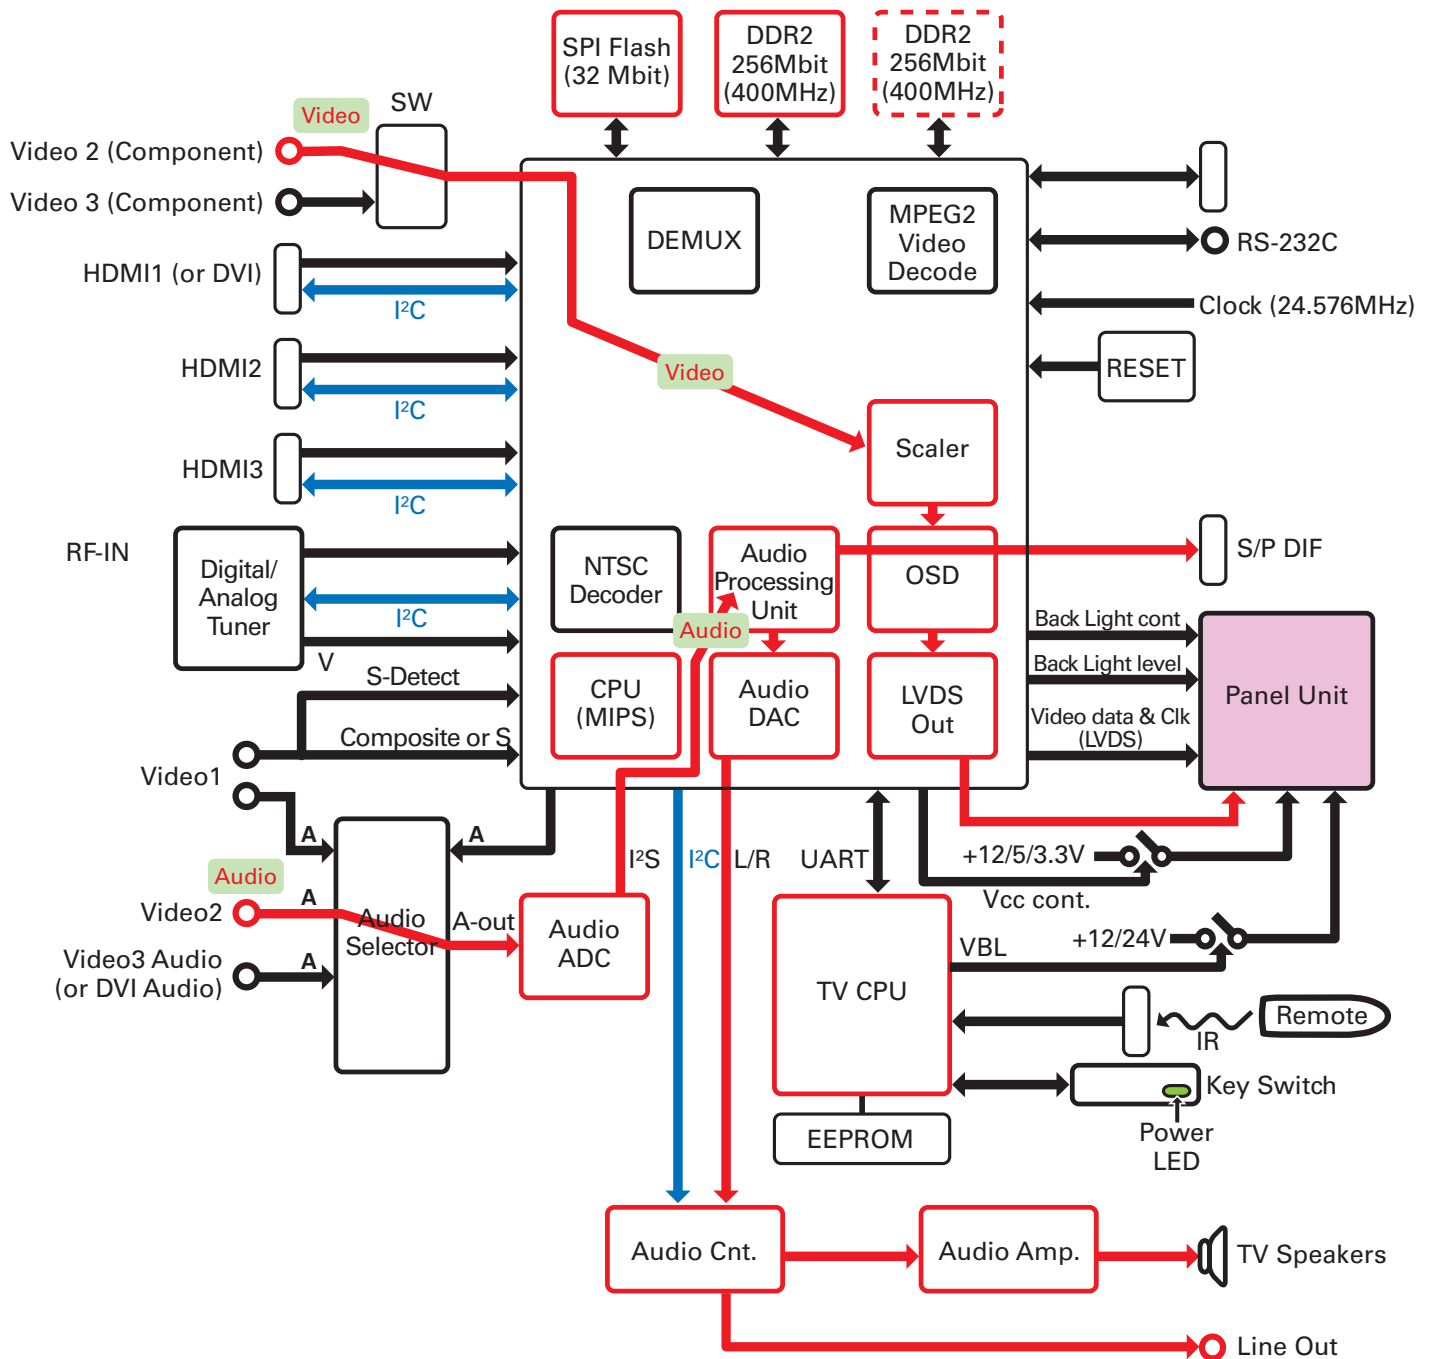 SPI Flash
(32 Mbit)
DDR2
256Mbit
(400MHz)
DDR2
256Mbit
(400MHz)
SW
Video
Video 2 (Component)
Video 3 (Component)
DEMUX
MPEG2
Video
Decode
RS-232C
HDMI1 (or DVI)
I²C
Clock (24.576MHz)
HDMI2
I²C
Video
RESET
HDMI3
I²C
Scaler
RF-IN
Digital/
Analog
Tuner
I²C
V
NTSC
Decoder
Audio
Processing
Unit
OSD
S/P DIF
Audio
Back Light cont
Back Light level
Video data & Clk
(LVDS)
Panel Unit
S-Detect
Composite or S
CPU
(MIPS)
Audio
DAC
LVDS
Out
Video1
A
A
I²S
I²C
L/R
UART
+12/5/3.3V
Vcc cont.
Audio
Video2
A
Audio
Selector
A-out
Audio
ADC
Video3 Audio
(or DVI Audio)
A
VBL
+12/24V
TV CPU
IR
Remote
Key Switch
Power
LED
EEPROM
Audio Cnt.
Audio Amp.
TV Speakers
Line Out